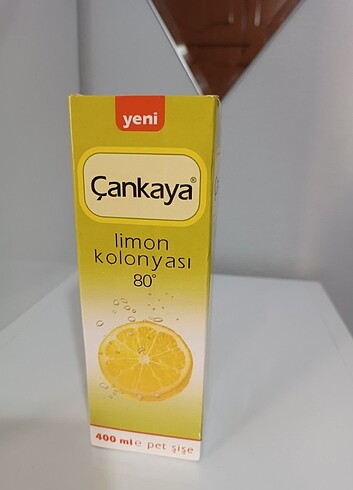 yeni
Çankaya®
limon
kolonyası
80°
400 ml e pet şişe